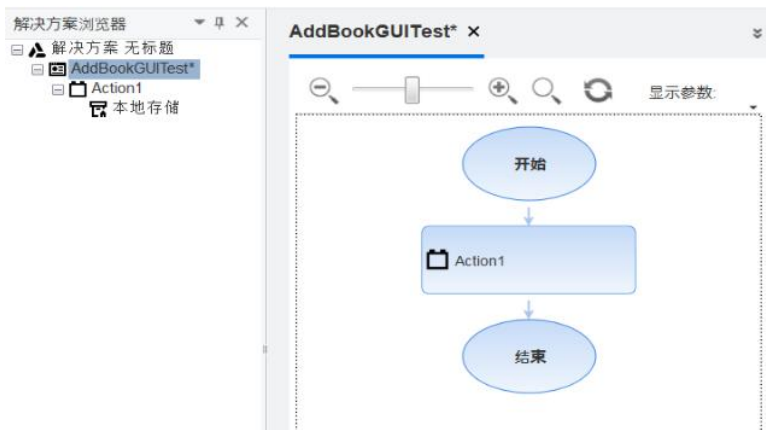 解决方案浏览器
解决方案 无标题
AddBookGUITest*
Action1
本地存储
AddBookGUITest*
显示参数:
开始
Action1
结束